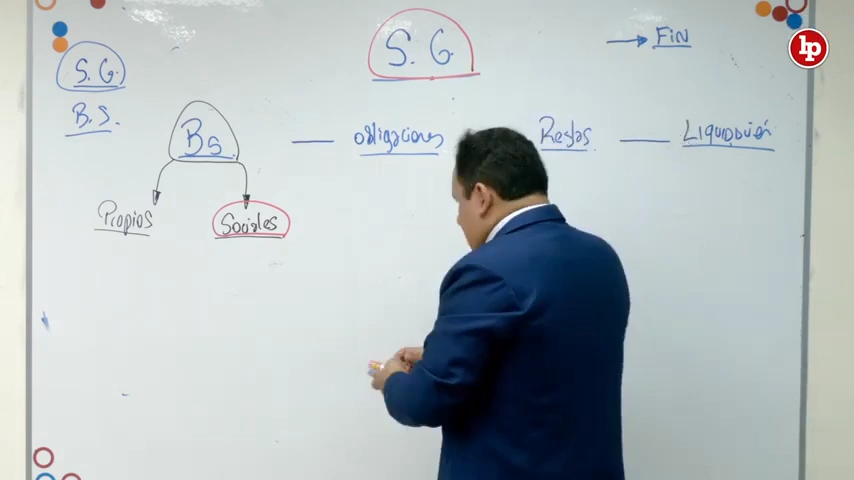 S. G.
→ FIN
lp
S. G.
B. S.
Bs — obligaciones Reglas — Liquidación
Propios Sociales